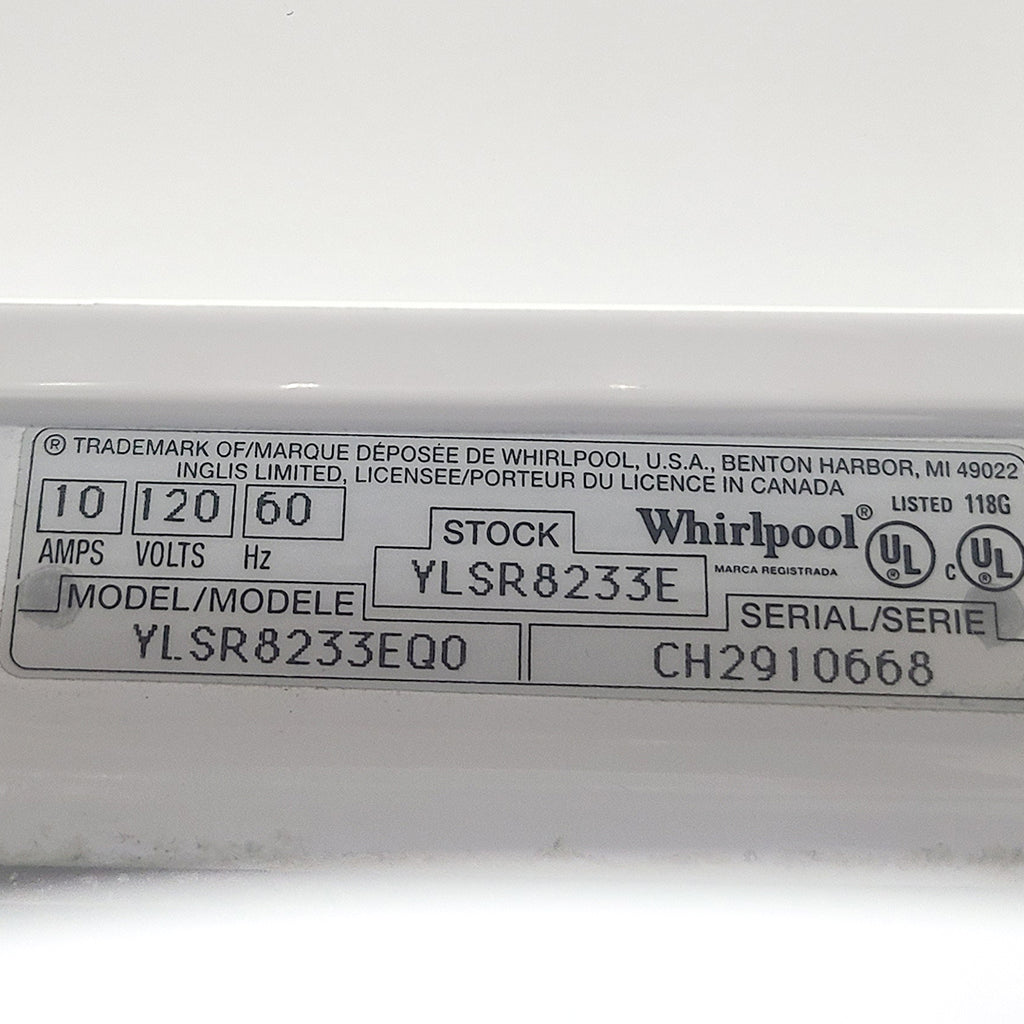 ® TRADEMARK OF/MARQUE DÉPOSÉE DE WHIRLPOOL, U.S.A., BENTON HARBOR, MI 49022
INGLIS LIMITED, LICENSEE/PORTEUR DU LICENCE IN CANADA
10 120 60
AMPS VOLTS Hz
STOCK
YLSR8233E
Whirlpool®
MARCA REGISTRADA
LISTED 118G
UL® c UL®
MODEL/MODELE
YLSR8233EQ0
SERIAL/SERIE
CH2910668